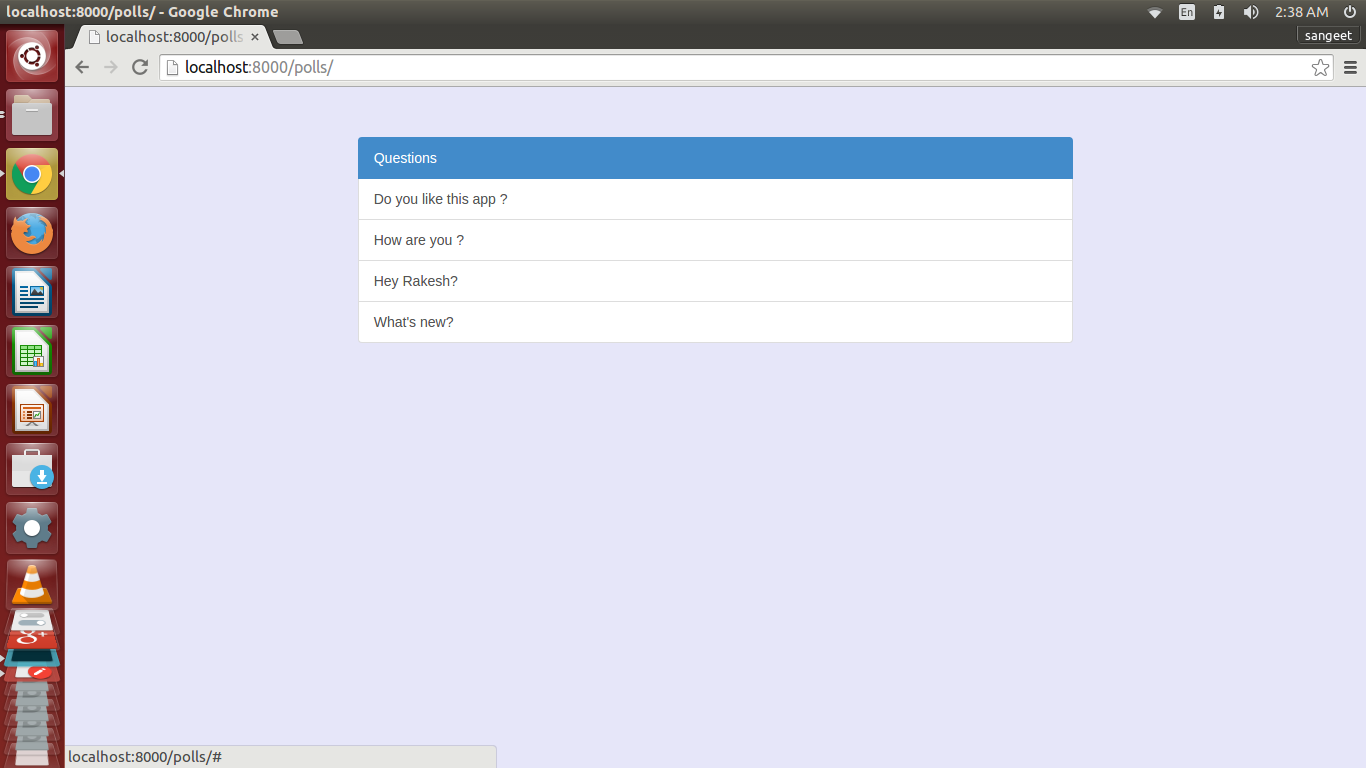 localhost:8000/polls/ - Google Chrome
En
2:38 AM
localhost:8000/polls
sangeet
localhost:8000/polls/
Questions
Do you like this app ?
How are you ?
Hey Rakesh?
What's new?
g+
localhost:8000/polls/#